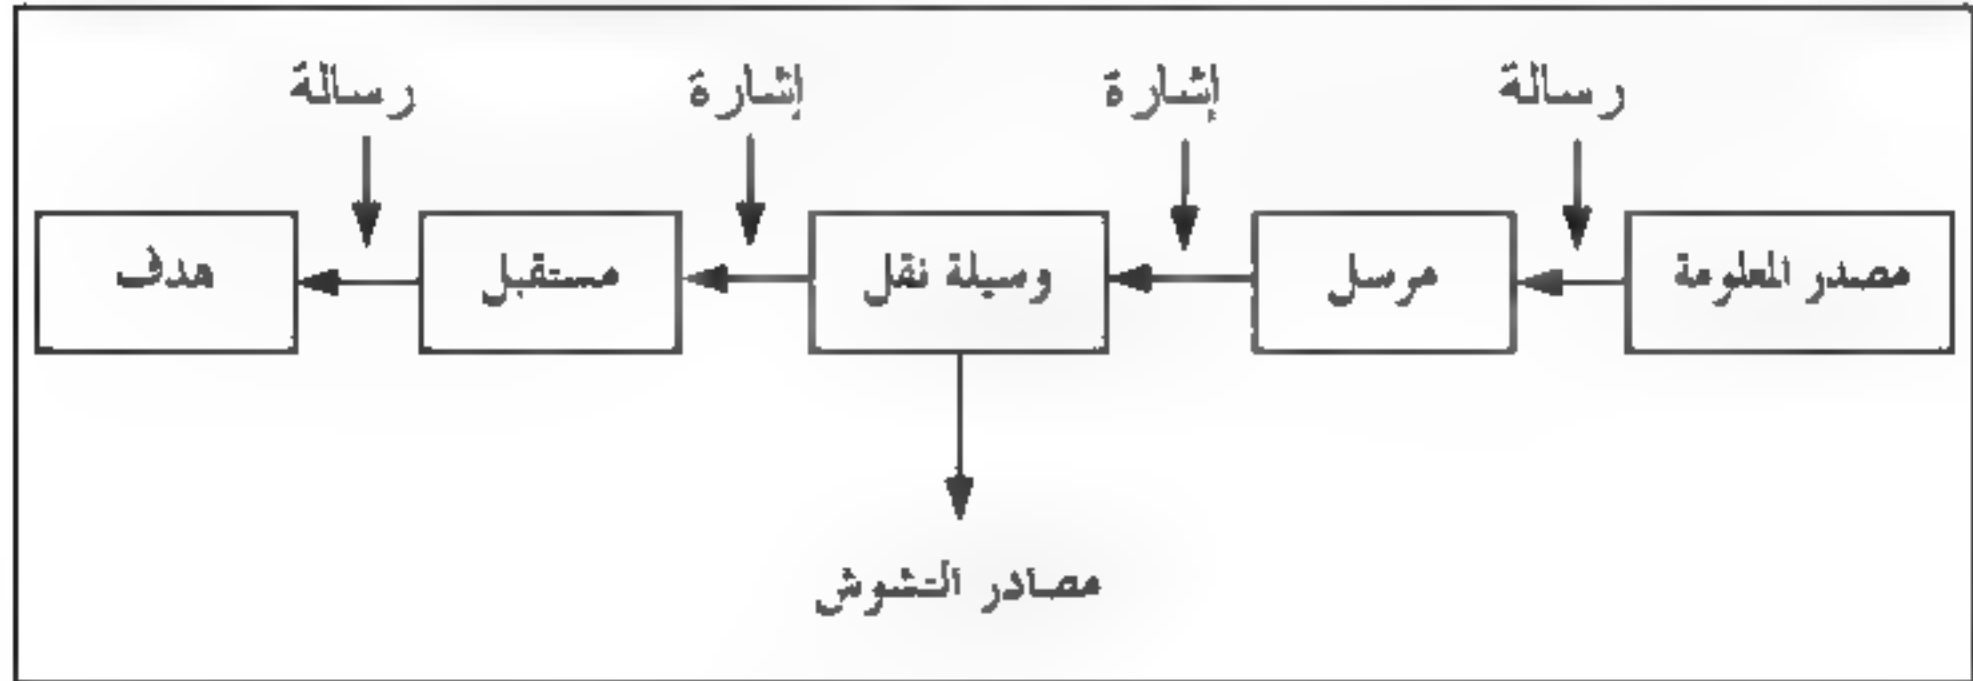 رسالة إشارة إشارة رسالة
مصدر المعلومة مرسل وسيلة نقل مستقبل هدف
مصادر التشوش